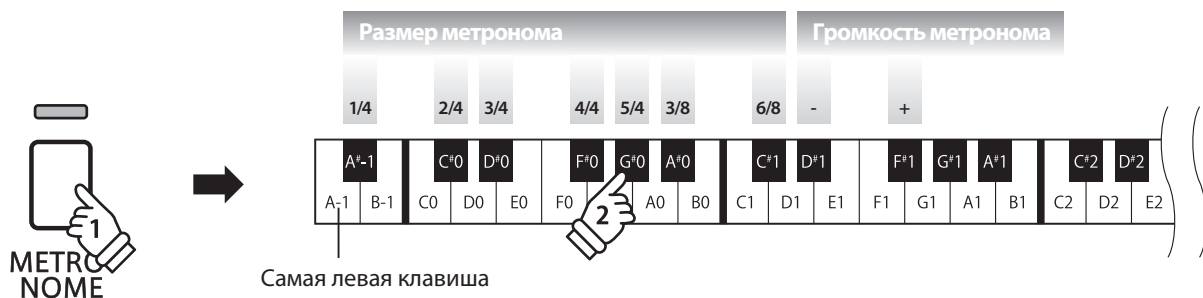 Размер метронома Громкость метронома
1/4 2/4 3/4 4/4 5/4 3/8 6/8 - +
A#-1 C#0 D#0 F#0 G#0 A#0 C#1 D#1 F#1 G#1 A#1 C#2 D#2
A-1 B-1 C0 D0 E0 F0 A0 B0 C1 D1 E1 F1 G1 A1 B1 C2 D2 E2
1
2
METRO
NOME
Самая левая клавиша